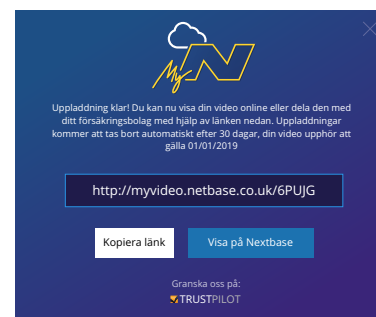 My N
Uppladdning klar! Du kan nu visa din video online eller dela den med
ditt försäkringsbolag med hjälp av länken nedan. Uppladdningar
kommer att tas bort automatiskt efter 30 dagar, din video upphör att
gälla 01/01/2019
http://myvideo.netbase.co.uk/6PUJG
Kopiera länk
Visa på Nextbase
Granska oss på:
TRUSTPILOT